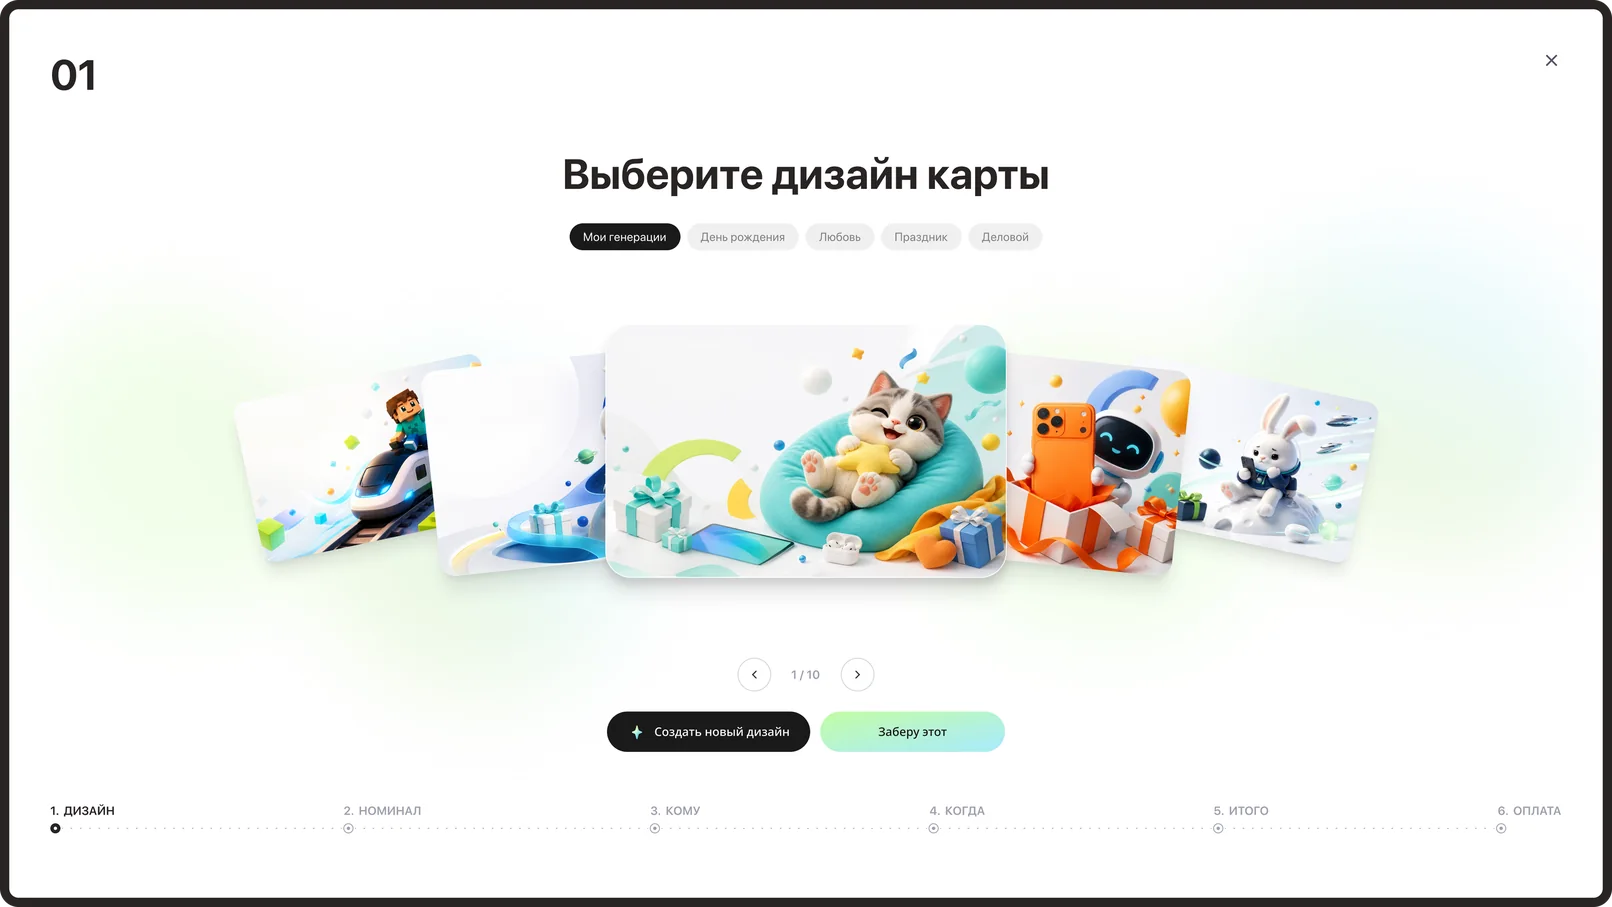 01
Выберите дизайн карты
Мои генерации
День рождения
Любовь
Праздник
Деловой
1 / 10
Создать новый дизайн
Заберу этот
1. ДИЗАЙН
2. НОМИНАЛ
3. КОМУ
4. КОГДА
5. ИТОГО
6. ОПЛАТА